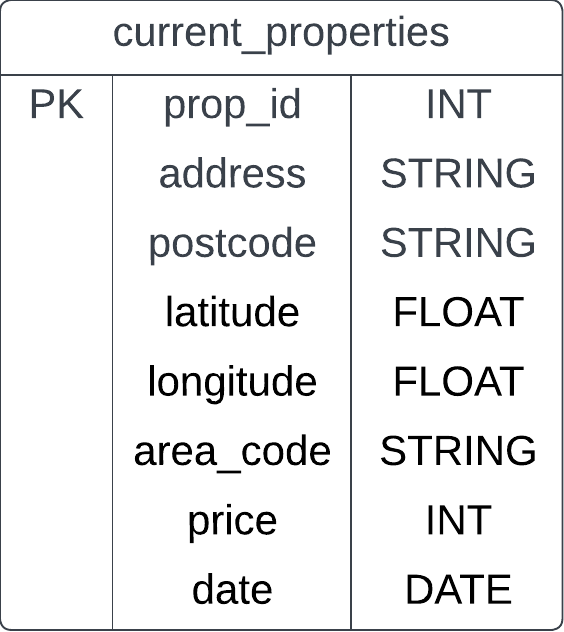 current_properties
PK prop_id INT
address STRING
postcode STRING
latitude FLOAT
longitude FLOAT
area_code STRING
price INT
date DATE